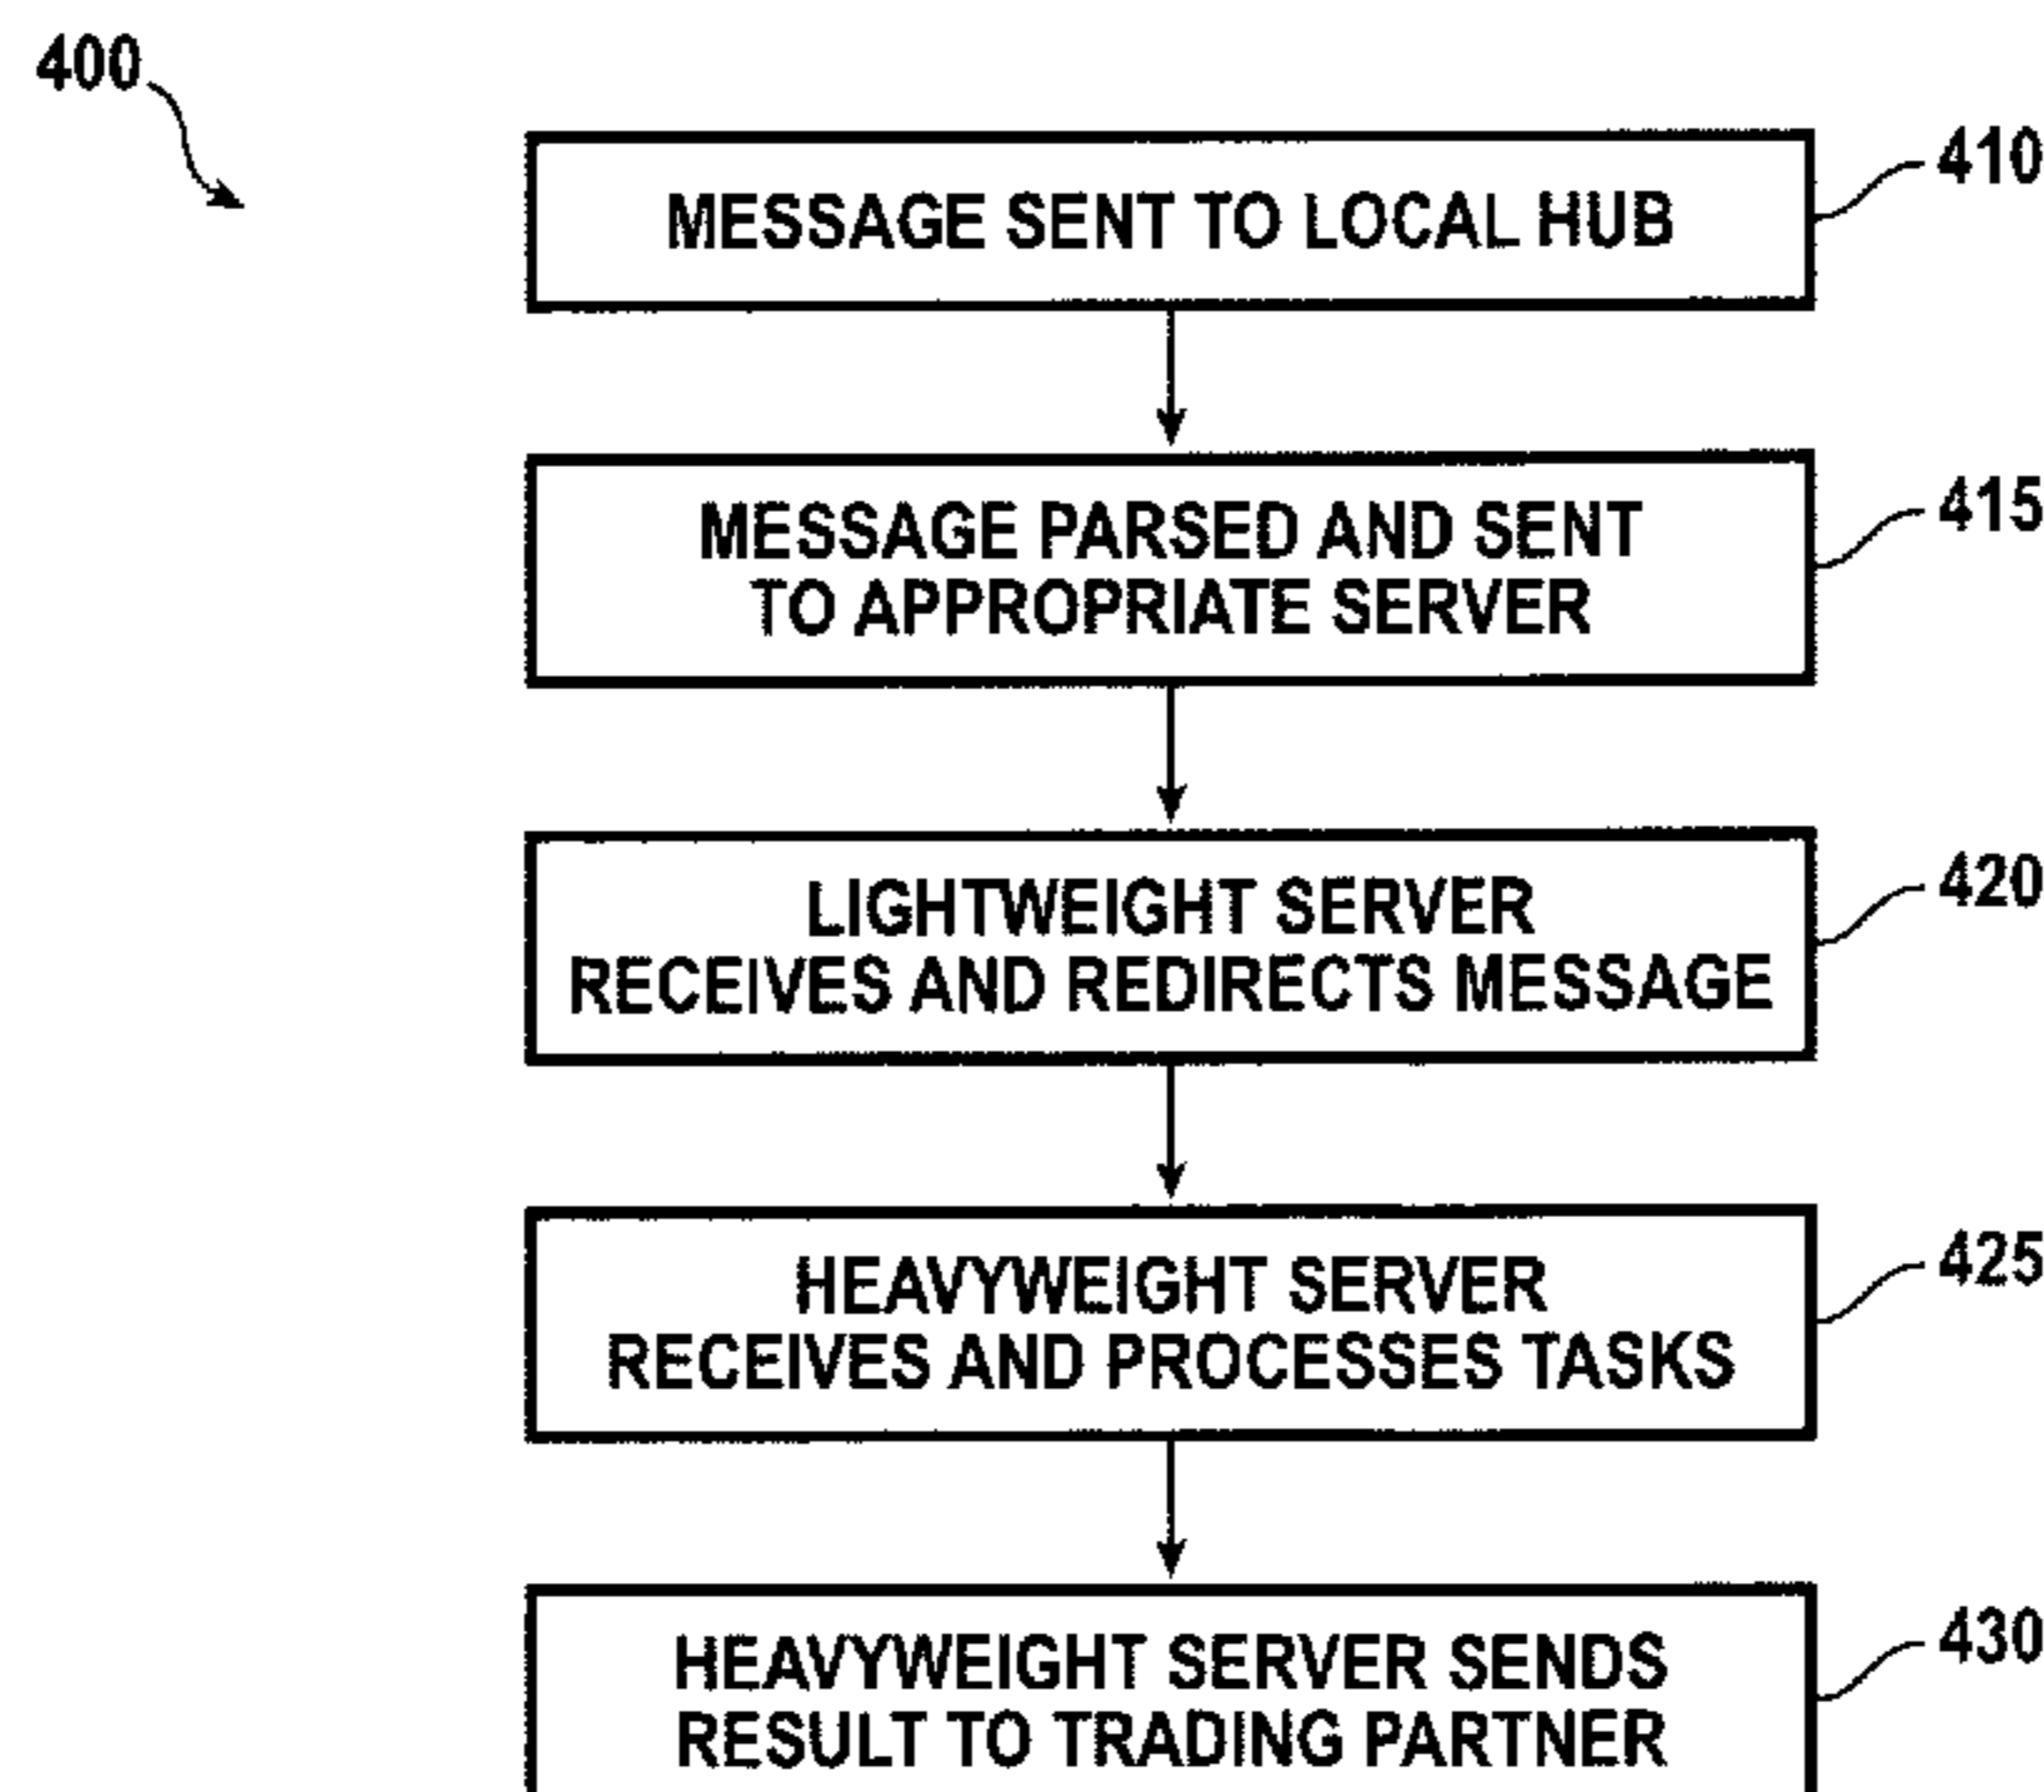 400
MESSAGE SENT TO LOCAL HUB
410
MESSAGE PARSED AND SENT
TO APPROPRIATE SERVER
415
LIGHTWEIGHT SERVER
RECEIVES AND REDIRECTS MESSAGE
420
HEAVYWEIGHT SERVER
RECEIVES AND PROCESSES TASKS
425
HEAVYWEIGHT SERVER SENDS
RESULT TO TRADING PARTNER
430